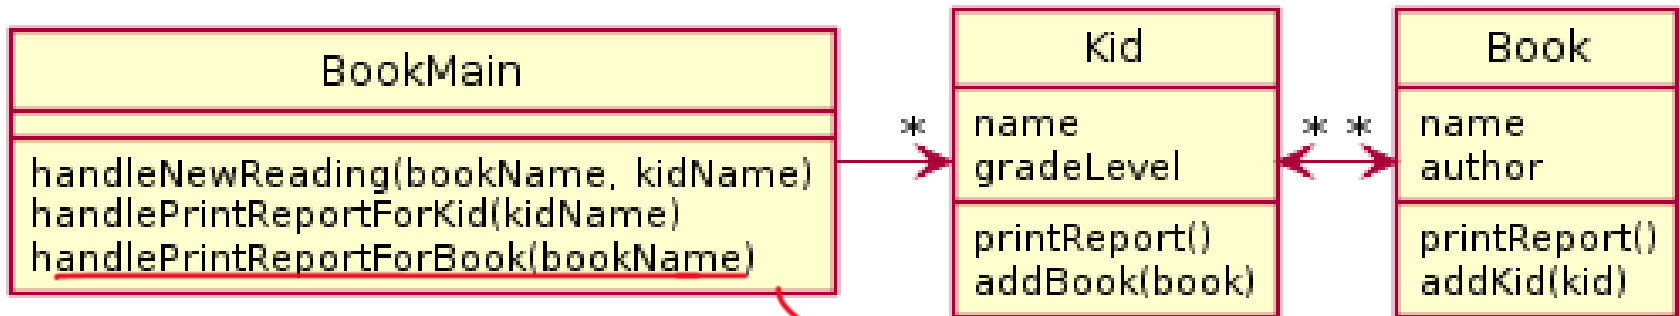 BookMain
handleNewReading(bookName, kidName)
handlePrintReportForKid(kidName)
handlePrintReportForBook(bookName)
*
Kid
name
gradeLevel
printReport()
addBook(book)
* *
Book
name
author
printReport()
addKid(kid)